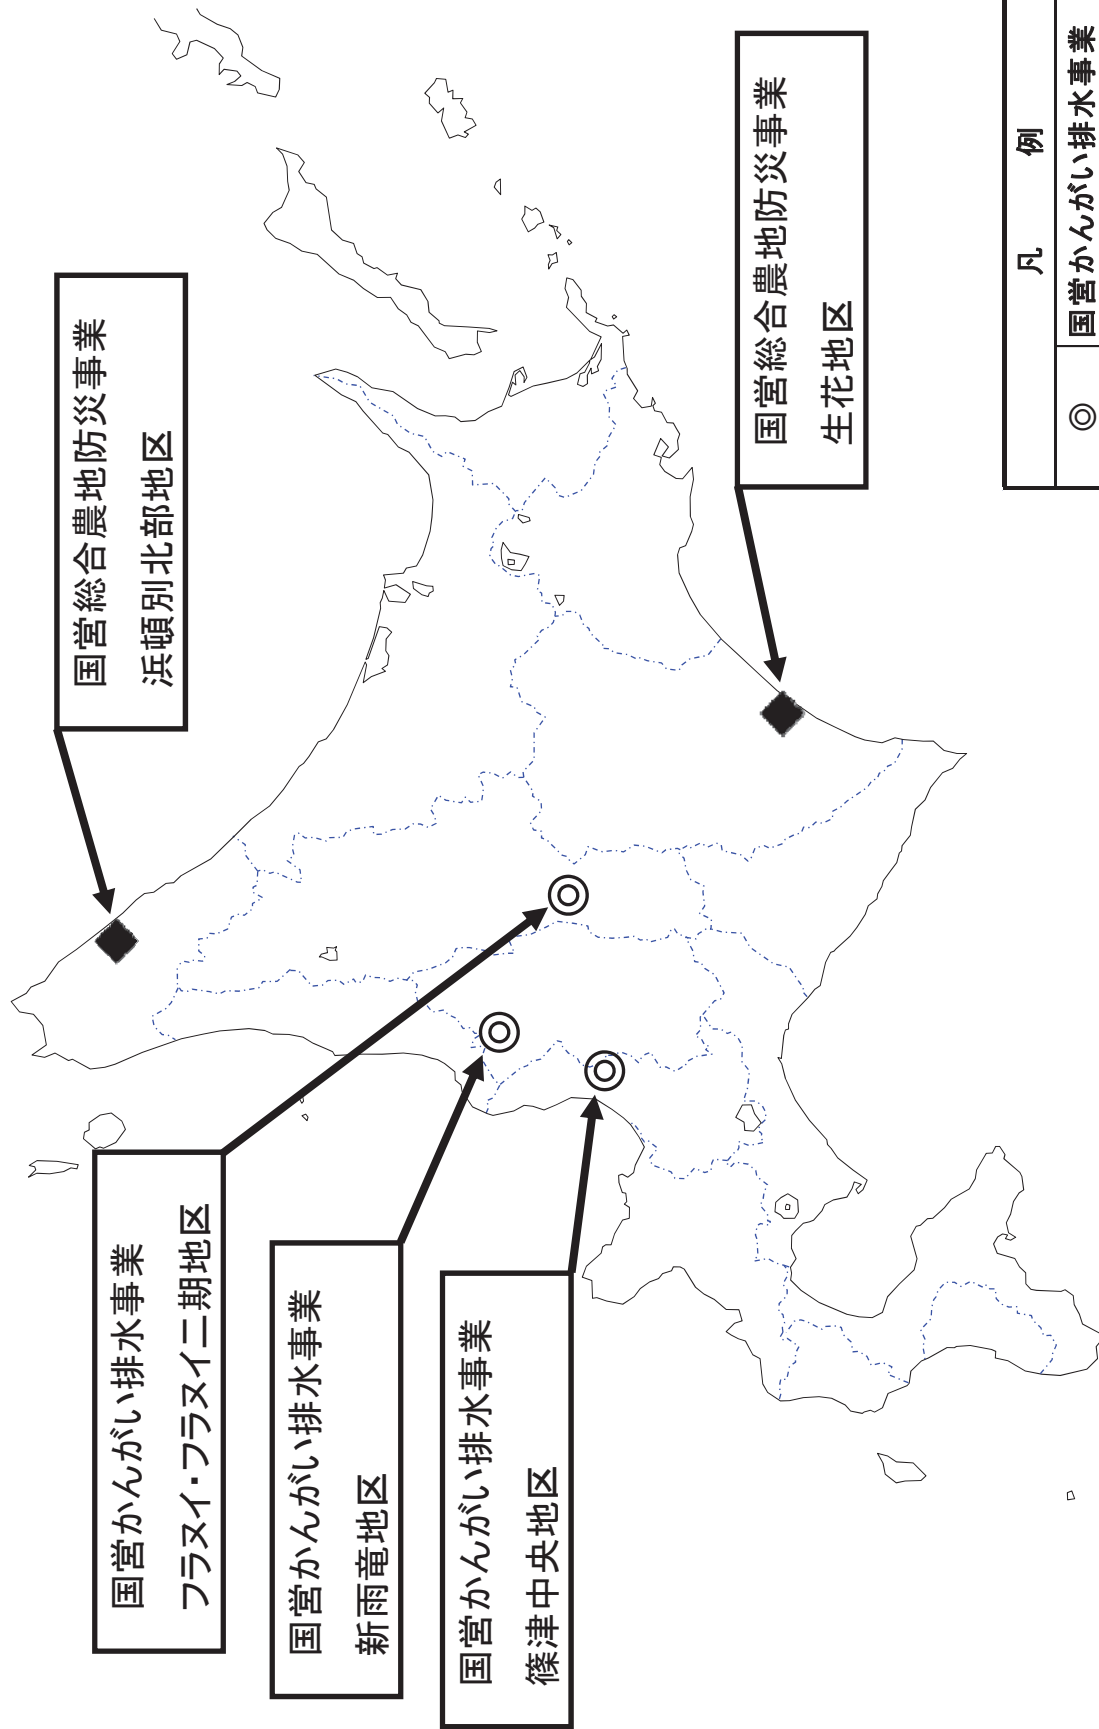 国営かんがい排水事業
フラヌイ・フラヌイ二期地区
国営かんがい排水事業
新雨竜地区
国営かんがい排水事業
篠津中央地区
国営総合農地防災事業
浜頓別北部地区
国営総合農地防災事業
生花地区
凡 例
◎ 国営かんがい排水事業